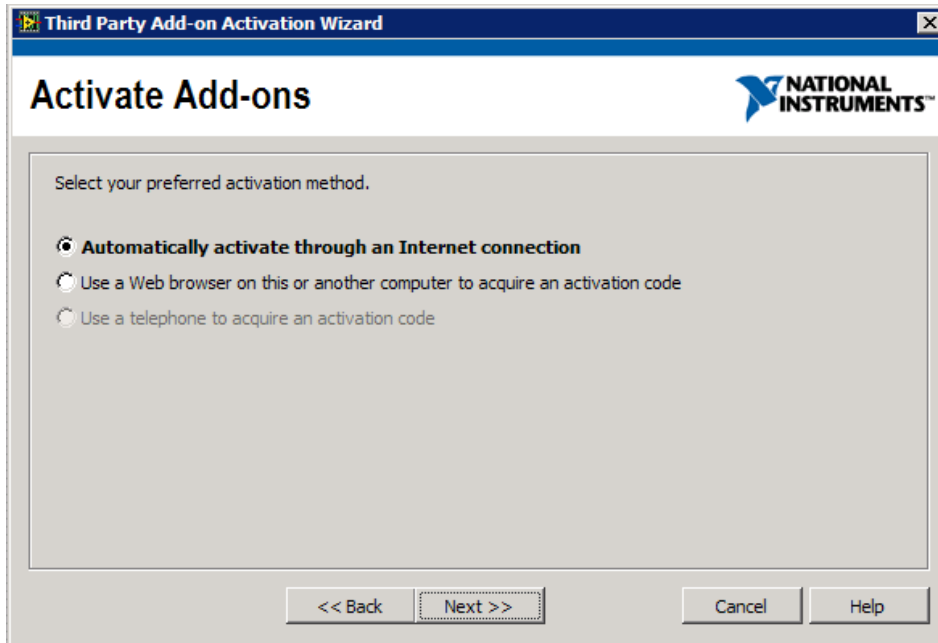 Third Party Add-on Activation Wizard
Activate Add-ons
NATIONAL
INSTRUMENTS™
Select your preferred activation method.
Automatically activate through an Internet connection
Use a Web browser on this or another computer to acquire an activation code
Use a telephone to acquire an activation code
<< Back
Next >>
Cancel
Help